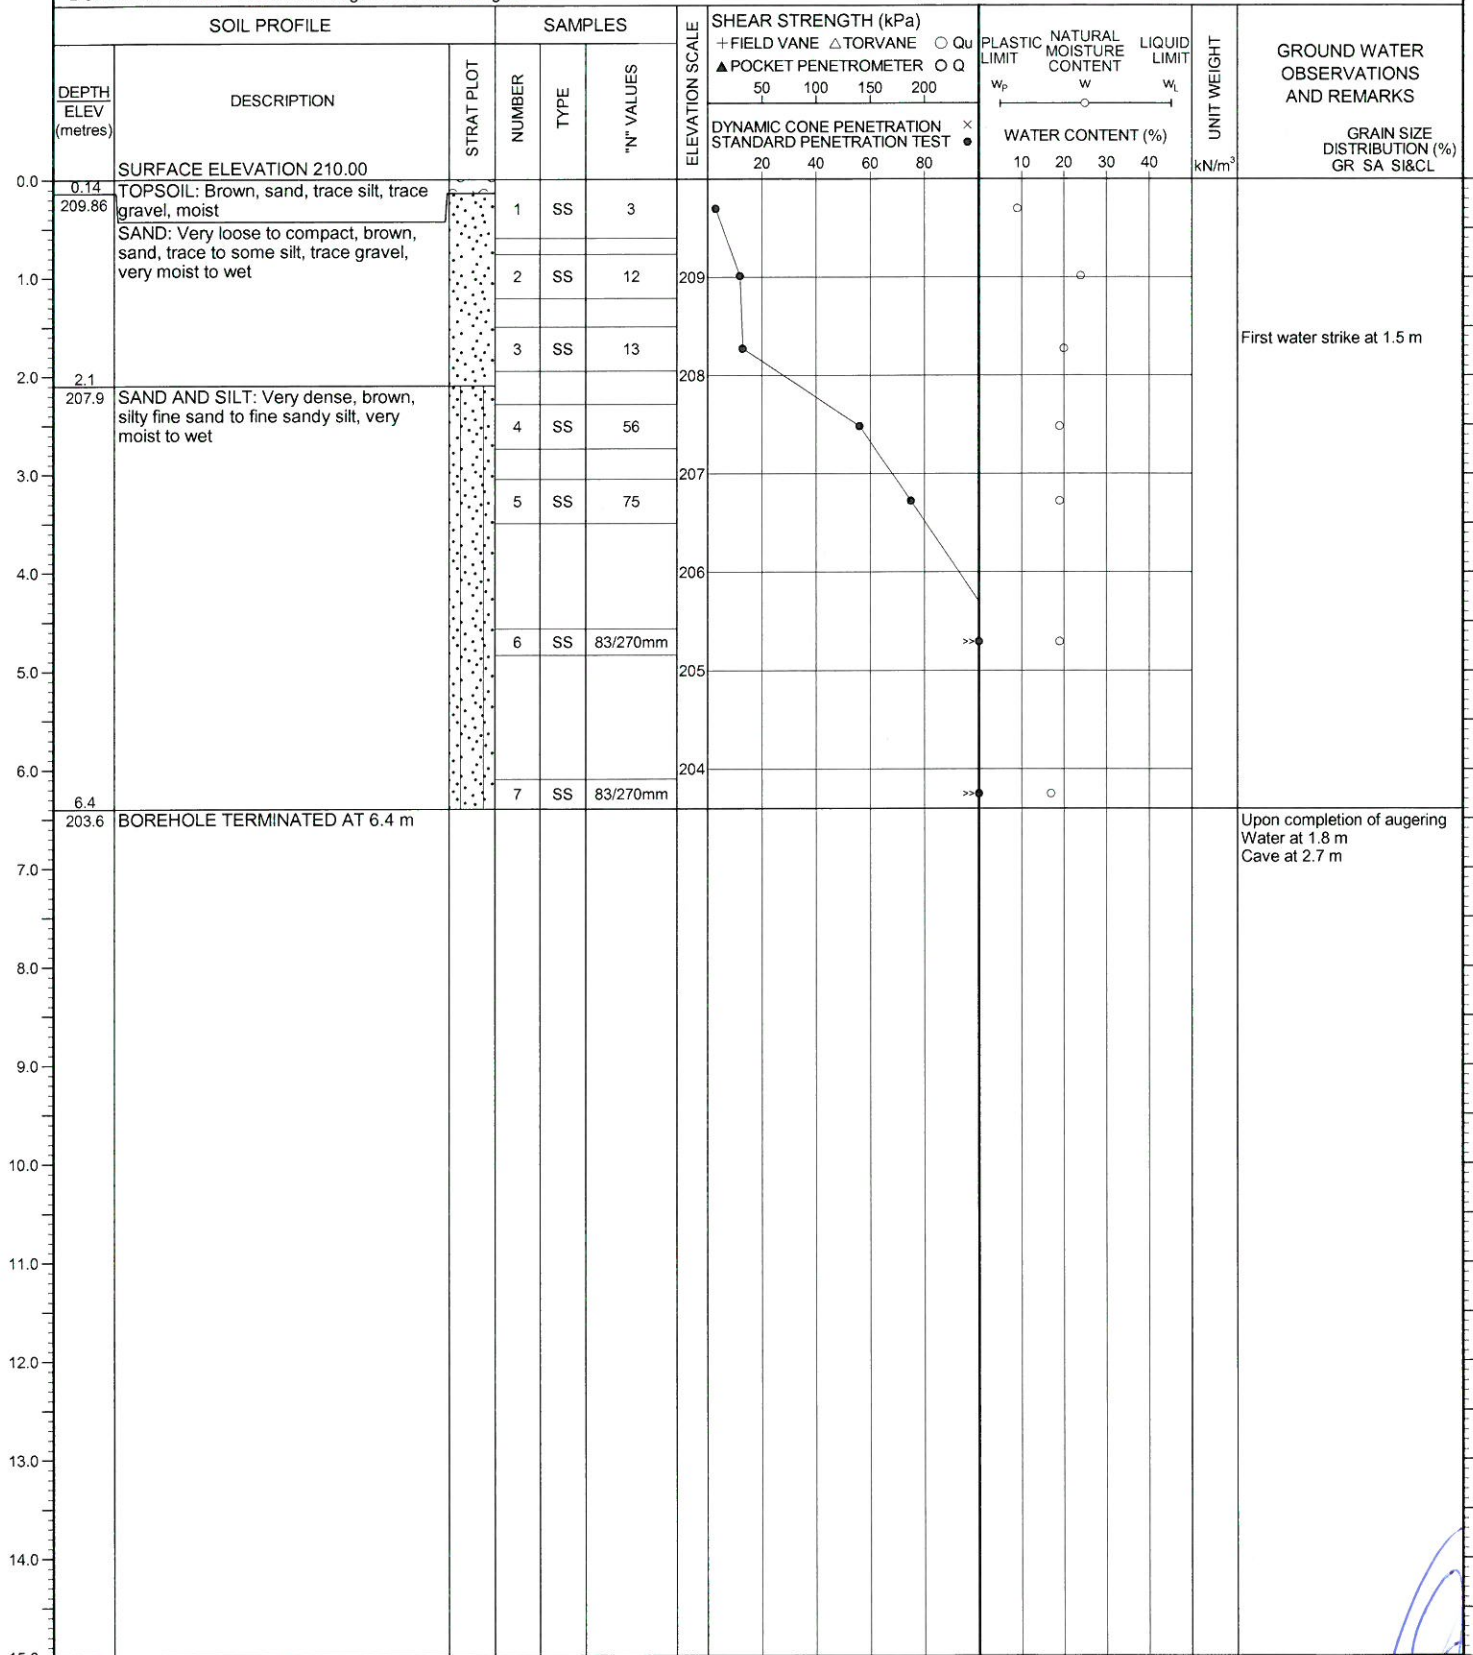 SOIL PROFILE
SAMPLES
DEPTH
ELEV
(metres)
DESCRIPTION
SURFACE ELEVATION 210.00
STRAT PLOT
NUMBER
TYPE
"N" VALUES
ELEVATION SCALE
SHEAR STRENGTH (kPa)
+FIELD VANE △TORVANE ○ Qu
▲POCKET PENETROMETER ○ Q
50 100 150 200
DYNAMIC CONE PENETRATION ×
STANDARD PENETRATION TEST ●
20 40 60 80
PLASTIC
LIMIT
NATURAL
MOISTURE
CONTENT
LIQUID
LIMIT
WP W WL
WATER CONTENT (%)
10 20 30 40
UNIT WEIGHT
kN/m³
GROUND WATER
OBSERVATIONS
AND REMARKS
GRAIN SIZE
DISTRIBUTION (%)
GR SA SI&CL
0.0
0.14
209.86
TOPSOIL: Brown, sand, trace silt, trace
gravel, moist
SAND: Very loose to compact, brown,
sand, trace to some silt, trace gravel,
very moist to wet
1 SS 3
1.0
2 SS 12
209
3 SS 13
First water strike at 1.5 m
2.0
208
2.1
207.9
SAND AND SILT: Very dense, brown,
silty fine sand to fine sandy silt, very
moist to wet
4 SS 56
3.0
207
5 SS 75
4.0
206
6 SS 83/270mm
>>
5.0
205
6.0
204
7 SS 83/270mm
>>
6.4
203.6
BOREHOLE TERMINATED AT 6.4 m
Upon completion of augering
Water at 1.8 m
Cave at 2.7 m
7.0
8.0
9.0
10.0
11.0
12.0
13.0
14.0